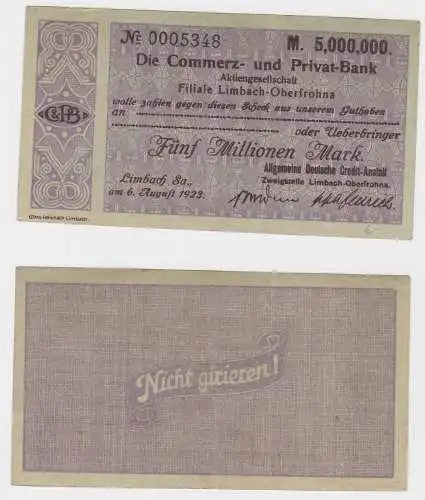 № 0005348
M. 5,000,000.
Die Commerz- und Privat-Bank
Aktiengesellschaft
Filiale Limbach-Oberfrohna
wolle zahlen gegen diesen Scheck aus unserem Guthaben
an
oder Ueberbringer
Fünf Millionen Mark.
Allgemeine Deutsche Credit-Anstalt
Zweigstelle Limbach-Oberfrohna.
Limbach Sa.,
am 6. August 1923.
C&PB
Limbach.
Nicht girieren!